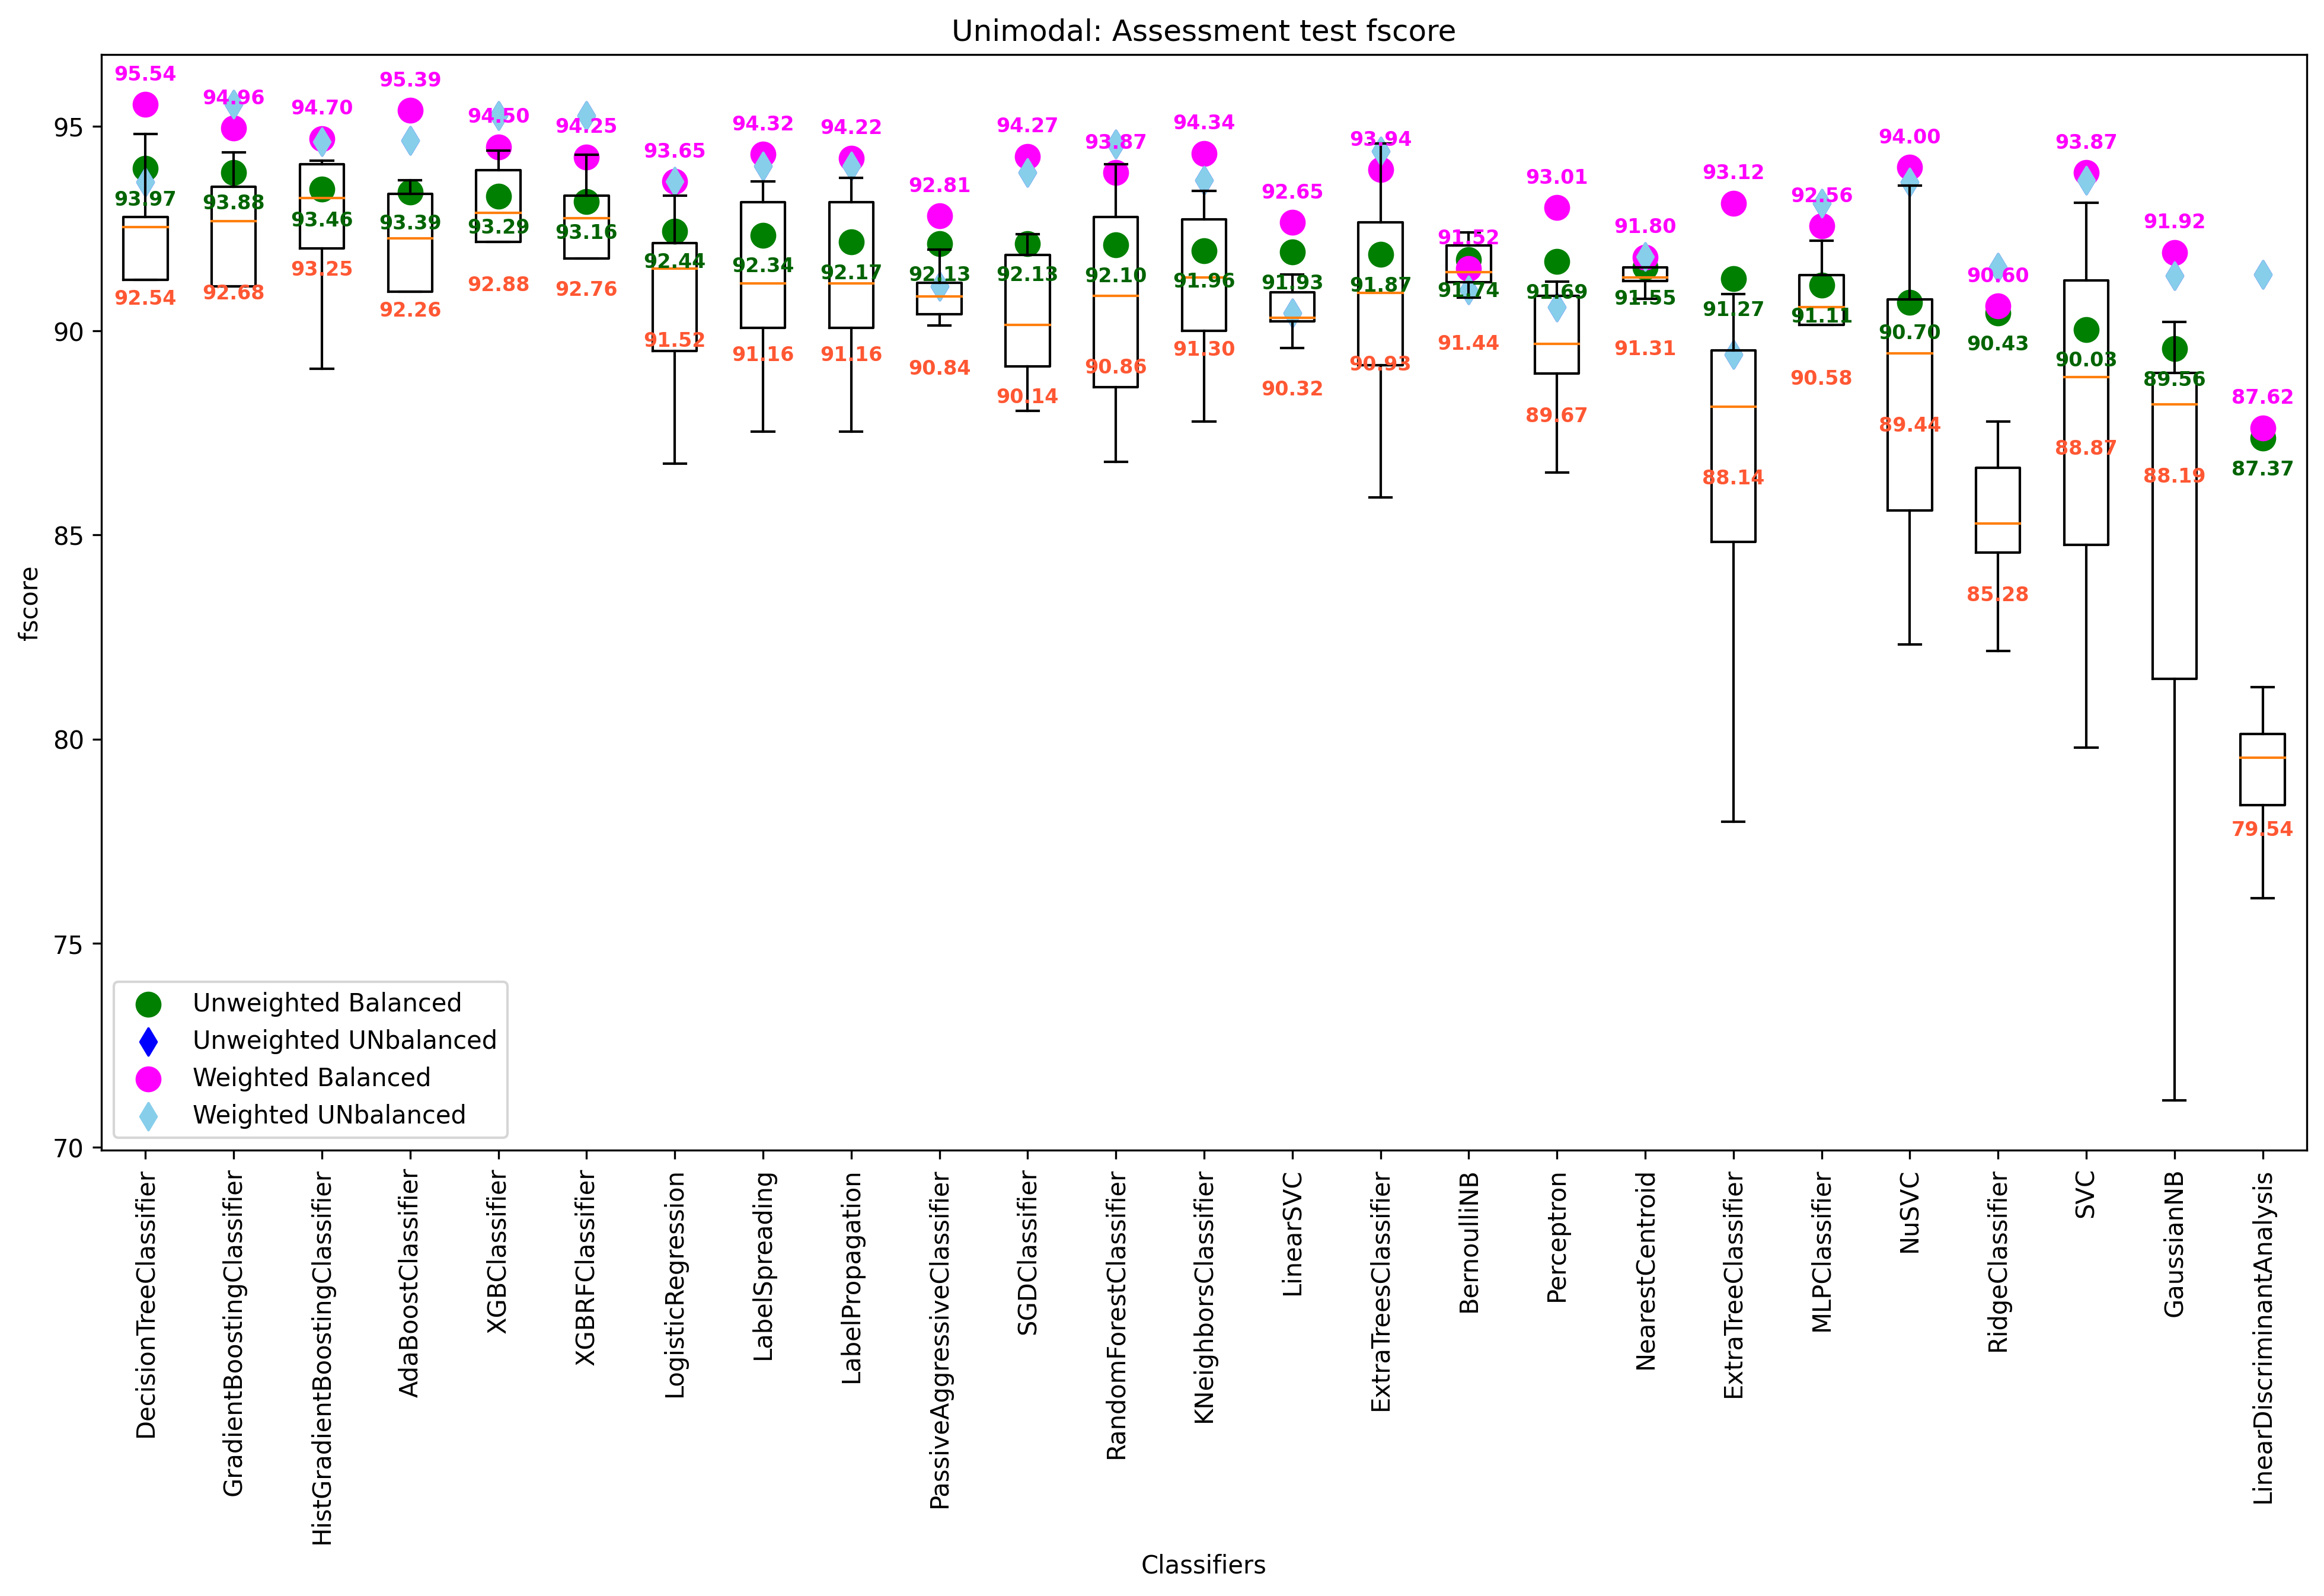 Unimodal: Assessment test fscore
95.54
94.96
94.70
95.39
94.50
94.25
93.65
94.32
94.22
92.81
94.27
93.87
94.34
92.65
93.94
91.52
93.01
91.80
93.12
92.56
94.00
90.60
93.87
91.92
87.62
93.97
93.88
93.46
93.39
93.29
93.16
92.44
92.34
92.17
92.13
92.13
92.10
91.96
91.93
91.87
91.74
91.69
91.55
91.27
91.11
90.70
90.43
90.03
89.56
87.37
92.54
92.68
93.25
92.26
92.88
92.76
91.52
91.16
91.16
90.84
90.14
90.86
91.30
90.32
90.93
91.44
89.67
91.31
88.14
90.58
89.44
85.28
88.87
88.19
79.54
95
90
85
80
75
70
fscore
Unweighted Balanced
Unweighted UNbalanced
Weighted Balanced
Weighted UNbalanced
DecisionTreeClassifier
GradientBoostingClassifier
HistGradientBoostingClassifier
AdaBoostClassifier
XGBClassifier
XGBRFClassifier
LogisticRegression
LabelSpreading
LabelPropagation
PassiveAggressiveClassifier
SGDClassifier
RandomForestClassifier
KNeighborsClassifier
LinearSVC
ExtraTreesClassifier
BernoulliNB
Perceptron
NearestCentroid
ExtraTreeClassifier
MLPClassifier
NuSVC
RidgeClassifier
SVC
GaussianNB
LinearDiscriminantAnalysis
Classifiers